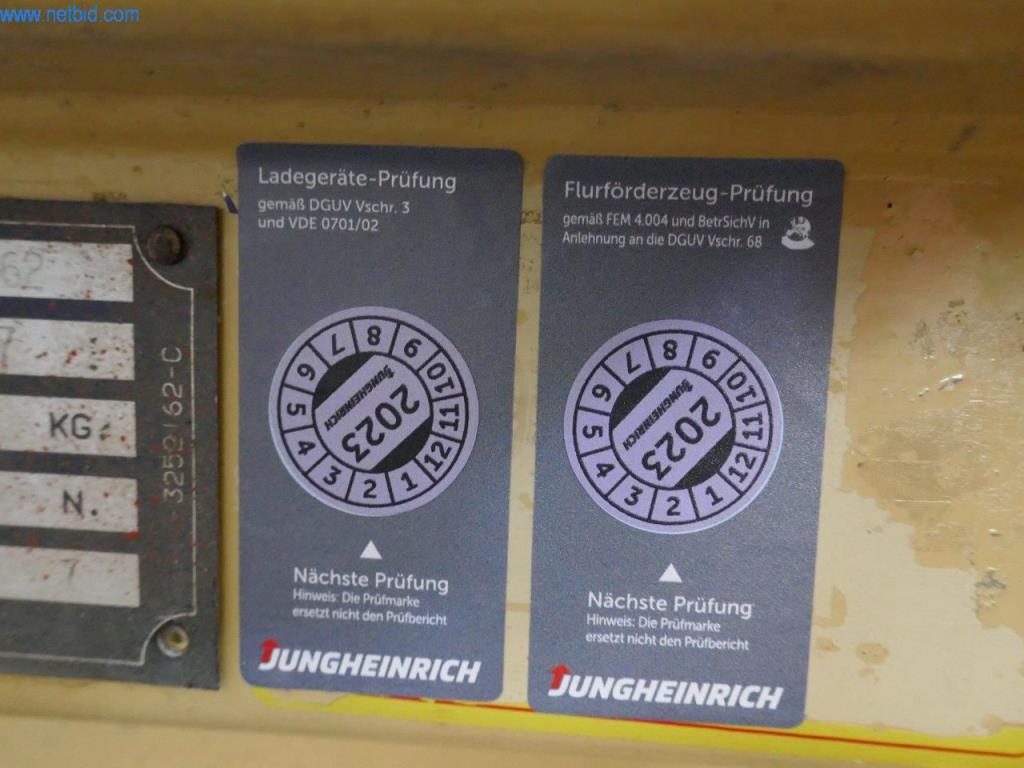 www.netbid.com
62
7
KG.
N.
7
3252162-C
Ladegeräte-Prüfung
gemäß DGUV Vschr. 3
und VDE 0701/02
1 2 3 4 5 6 7 8 9 10 11 12
JUNGHEINRICH
2023
Nächste Prüfung
Hinweis: Die Prüfmarke
ersetzt nicht den Prüfbericht
JUNGHEINRICH
Flurförderzeug-Prüfung
gemäß FEM 4.004 und BetrSichV in
Anlehnung an die DGUV Vschr. 68
1 2 3 4 5 6 7 8 9 10 11 12
JUNGHEINRICH
2023
Nächste Prüfung
Hinweis: Die Prüfmarke
ersetzt nicht den Prüfbericht
JUNGHEINRICH